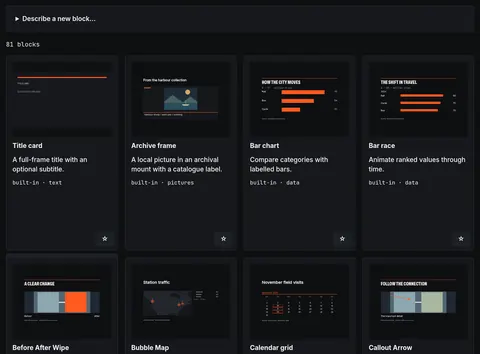 ▶ Describe a new block...
81 blocks
Title card
A full-frame title with an
optional subtitle.
built-in · text
From the harbour collection
Archive frame
A local picture in an archival
mount with a catalogue label.
built-in · pictures
HOW THE CITY MOVES
Bar chart
Compare categories with
labelled bars.
built-in · data
THE SHIFT IN TRAVEL
Bar race
Animate ranked values through
time.
built-in · data
A CLEAR CHANGE
Before After Wipe
Station traffic
Bubble Map
November field visits
Calendar grid
FOLLOW THE CONNECTION
Callout Arrow